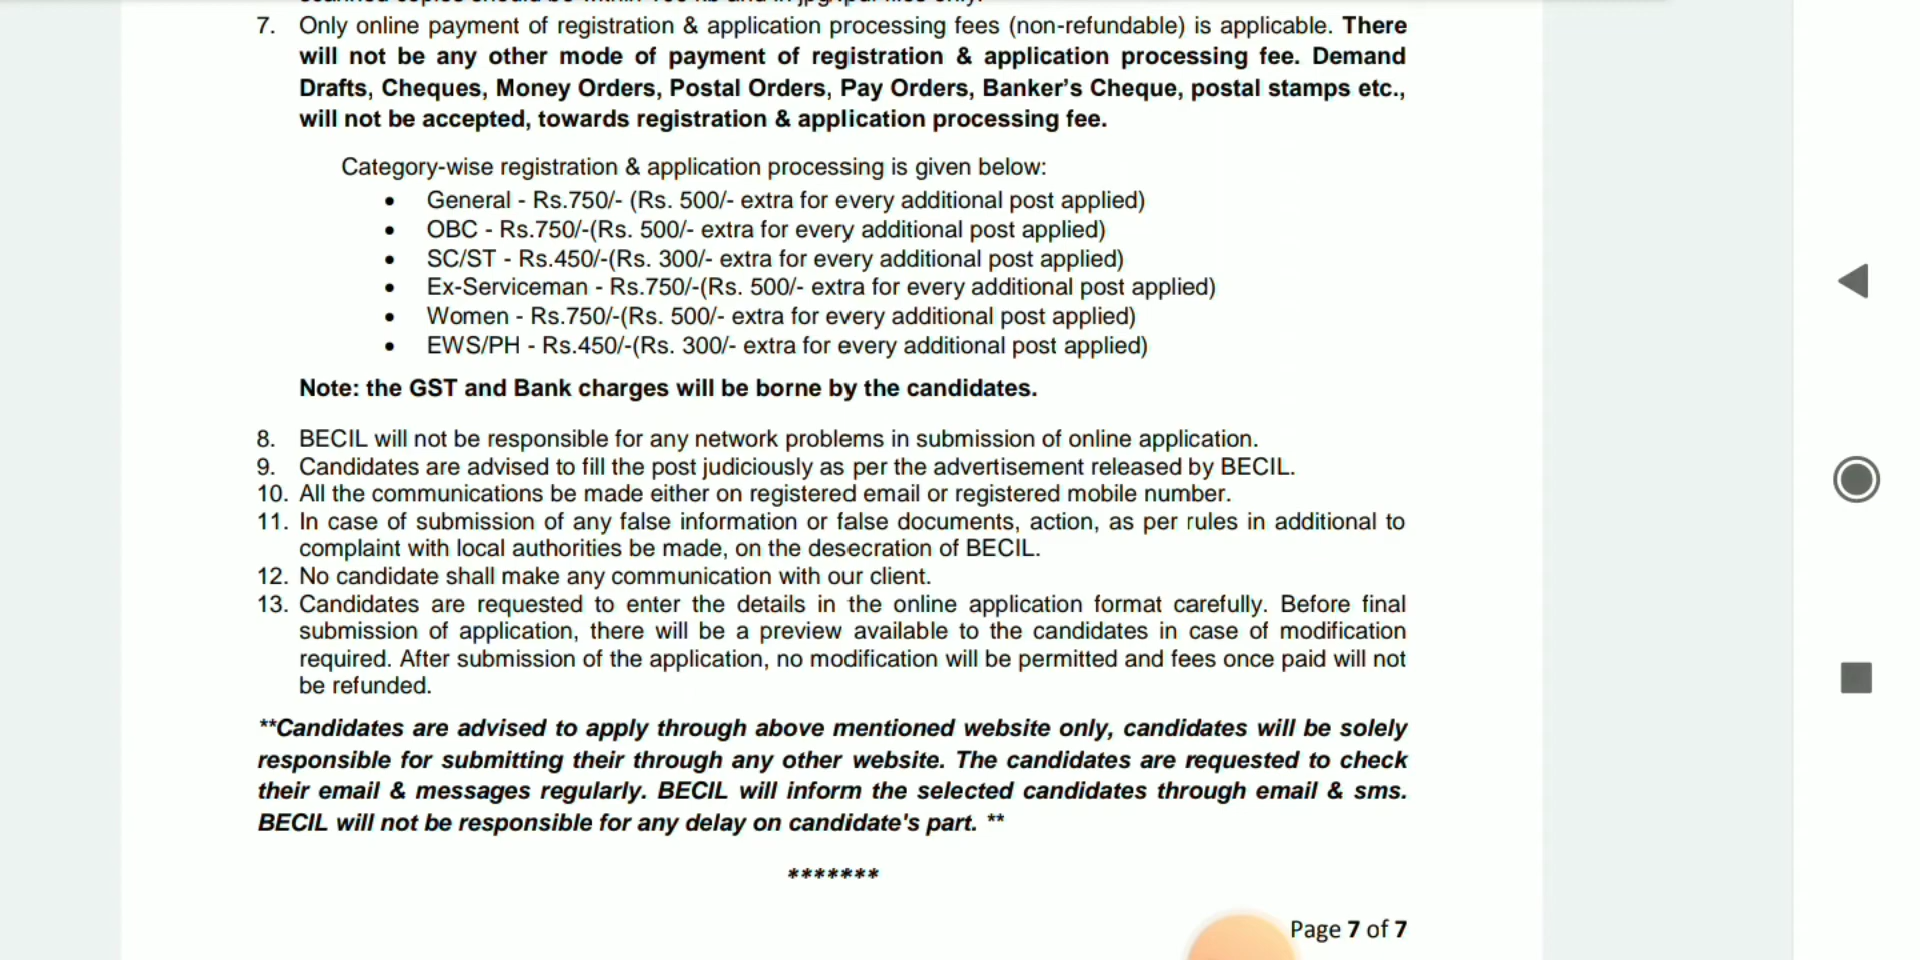 7. Only online payment of registration & application processing fees (non-refundable) is applicable. There
will not be any other mode of payment of registration & application processing fee. Demand
Drafts, Cheques, Money Orders, Postal Orders, Pay Orders, Banker's Cheque, postal stamps etc.,
will not be accepted, towards registration & application processing fee.
Category-wise registration & application processing is given below:
• General - Rs.750/- (Rs. 500/- extra for every additional post applied)
• OBC - Rs.750/-(Rs. 500/- extra for every additional post applied)
• SC/ST - Rs.450/-(Rs. 300/- extra for every additional post applied)
• Ex-Serviceman - Rs.750/-(Rs. 500/- extra for every additional post applied)
• Women - Rs.750/-(Rs. 500/- extra for every additional post applied)
• EWS/PH - Rs.450/-(Rs. 300/- extra for every additional post applied)
Note: the GST and Bank charges will be borne by the candidates.
8. BECIL will not be responsible for any network problems in submission of online application.
9. Candidates are advised to fill the post judiciously as per the advertisement released by BECIL.
10. All the communications be made either on registered email or registered mobile number.
11. In case of submission of any false information or false documents, action, as per rules in additional to
complaint with local authorities be made, on the desecration of BECIL.
12. No candidate shall make any communication with our client.
13. Candidates are requested to enter the details in the online application format carefully. Before final
submission of application, there will be a preview available to the candidates in case of modification
required. After submission of the application, no modification will be permitted and fees once paid will not
be refunded.
**Candidates are advised to apply through above mentioned website only, candidates will be solely
responsible for submitting their through any other website. The candidates are requested to check
their email & messages regularly. BECIL will inform the selected candidates through email & sms.
BECIL will not be responsible for any delay on candidate's part. **
*******
Page 7 of 7